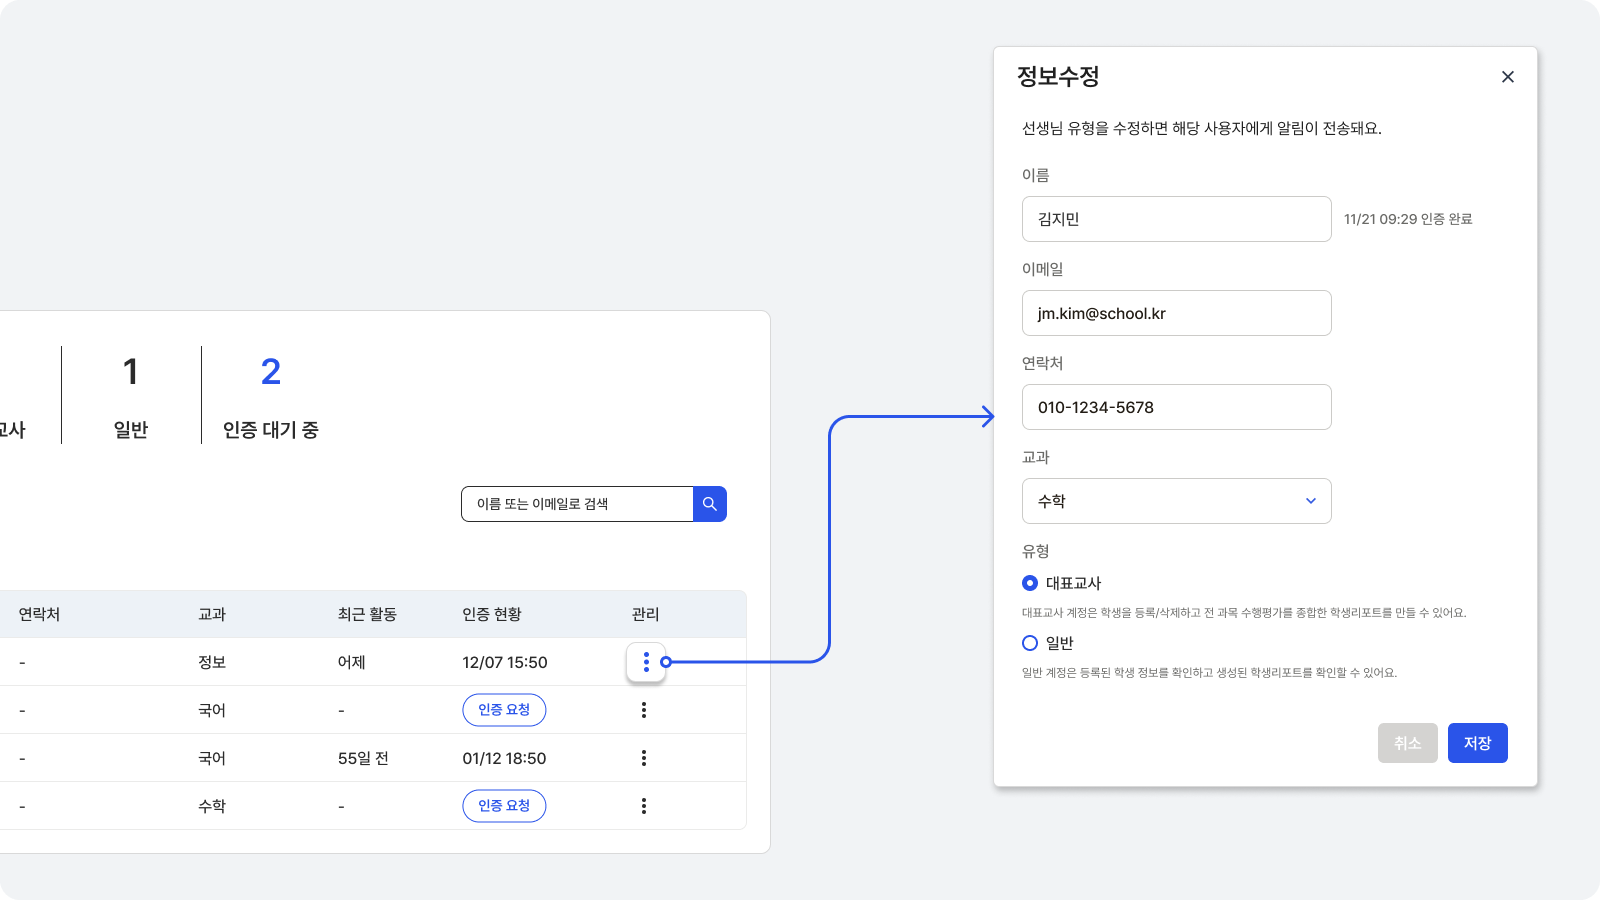 1
2
교사
일반
인증 대기 중
이름 또는 이메일로 검색
연락처 교과 최근 활동 인증 현황 관리
- 정보 어제 12/07 15:50
- 국어 - 인증 요청
- 국어 55일 전 01/12 18:50
- 수학 - 인증 요청
정보수정
선생님 유형을 수정하면 해당 사용자에게 알림이 전송돼요.
이름
김지민 11/21 09:29 인증 완료
이메일
jm.kim@school.kr
연락처
010-1234-5678
교과
수학
유형
대표교사
대표교사 계정은 학생을 등록/삭제하고 전 과목 수행평가를 종합한 학생리포트를 만들 수 있어요.
일반
일반 계정은 등록된 학생 정보를 확인하고 생성된 학생리포트를 확인할 수 있어요.
취소 저장